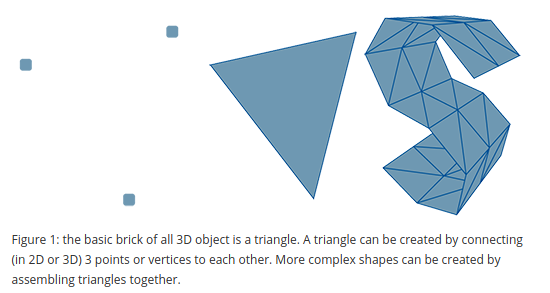 Figure 1: the basic brick of all 3D object is a triangle. A triangle can be created by connecting
(in 2D or 3D) 3 points or vertices to each other. More complex shapes can be created by
assembling triangles together.